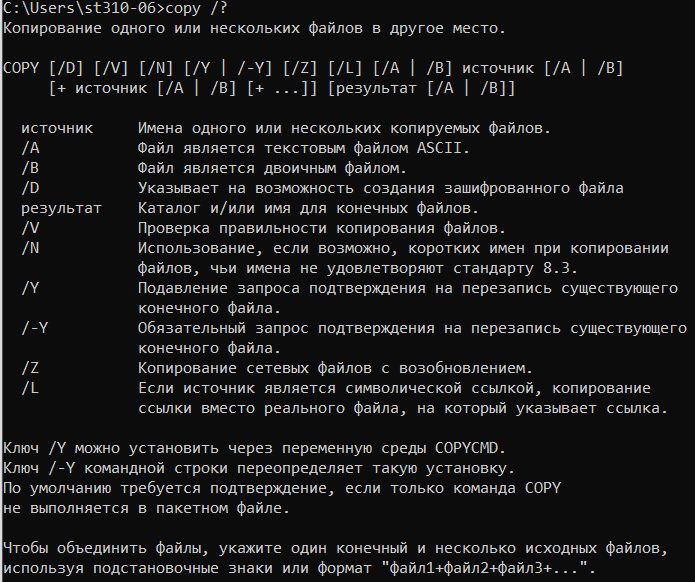 C:\Users\st310-06>copy /?
Копирование одного или нескольких файлов в другое место.

COPY [/D] [/V] [/N] [/Y | /-Y] [/Z] [/L] [/A | /B] источник [/A | /B]
     [+ источник [/A | /B] [+ ...]] [результат [/A | /B]]

  источник     Имена одного или нескольких копируемых файлов.
  /A           Файл является текстовым файлом ASCII.
  /B           Файл является двоичным файлом.
  /D           Указывает на возможность создания зашифрованного файла
  результат    Каталог и/или имя для конечных файлов.
  /V           Проверка правильности копирования файлов.
  /N           Использование, если возможно, коротких имен при копировании
               файлов, чьи имена не удовлетворяют стандарту 8.3.
  /Y           Подавление запроса подтверждения на перезапись существующего
               конечного файла.
  /-Y          Обязательный запрос подтверждения на перезапись существующего
               конечного файла.
  /Z           Копирование сетевых файлов с возобновлением.
  /L           Если источник является символической ссылкой, копирование
               ссылки вместо реального файла, на который указывает ссылка.

Ключ /Y можно установить через переменную среды COPYCMD.
Ключ /-Y командной строки переопределяет такую установку.
По умолчанию требуется подтверждение, если только команда COPY
не выполняется в пакетном файле.

Чтобы объединить файлы, укажите один конечный и несколько исходных файлов,
используя подстановочные знаки или формат "файл1+файл2+файл3+...".